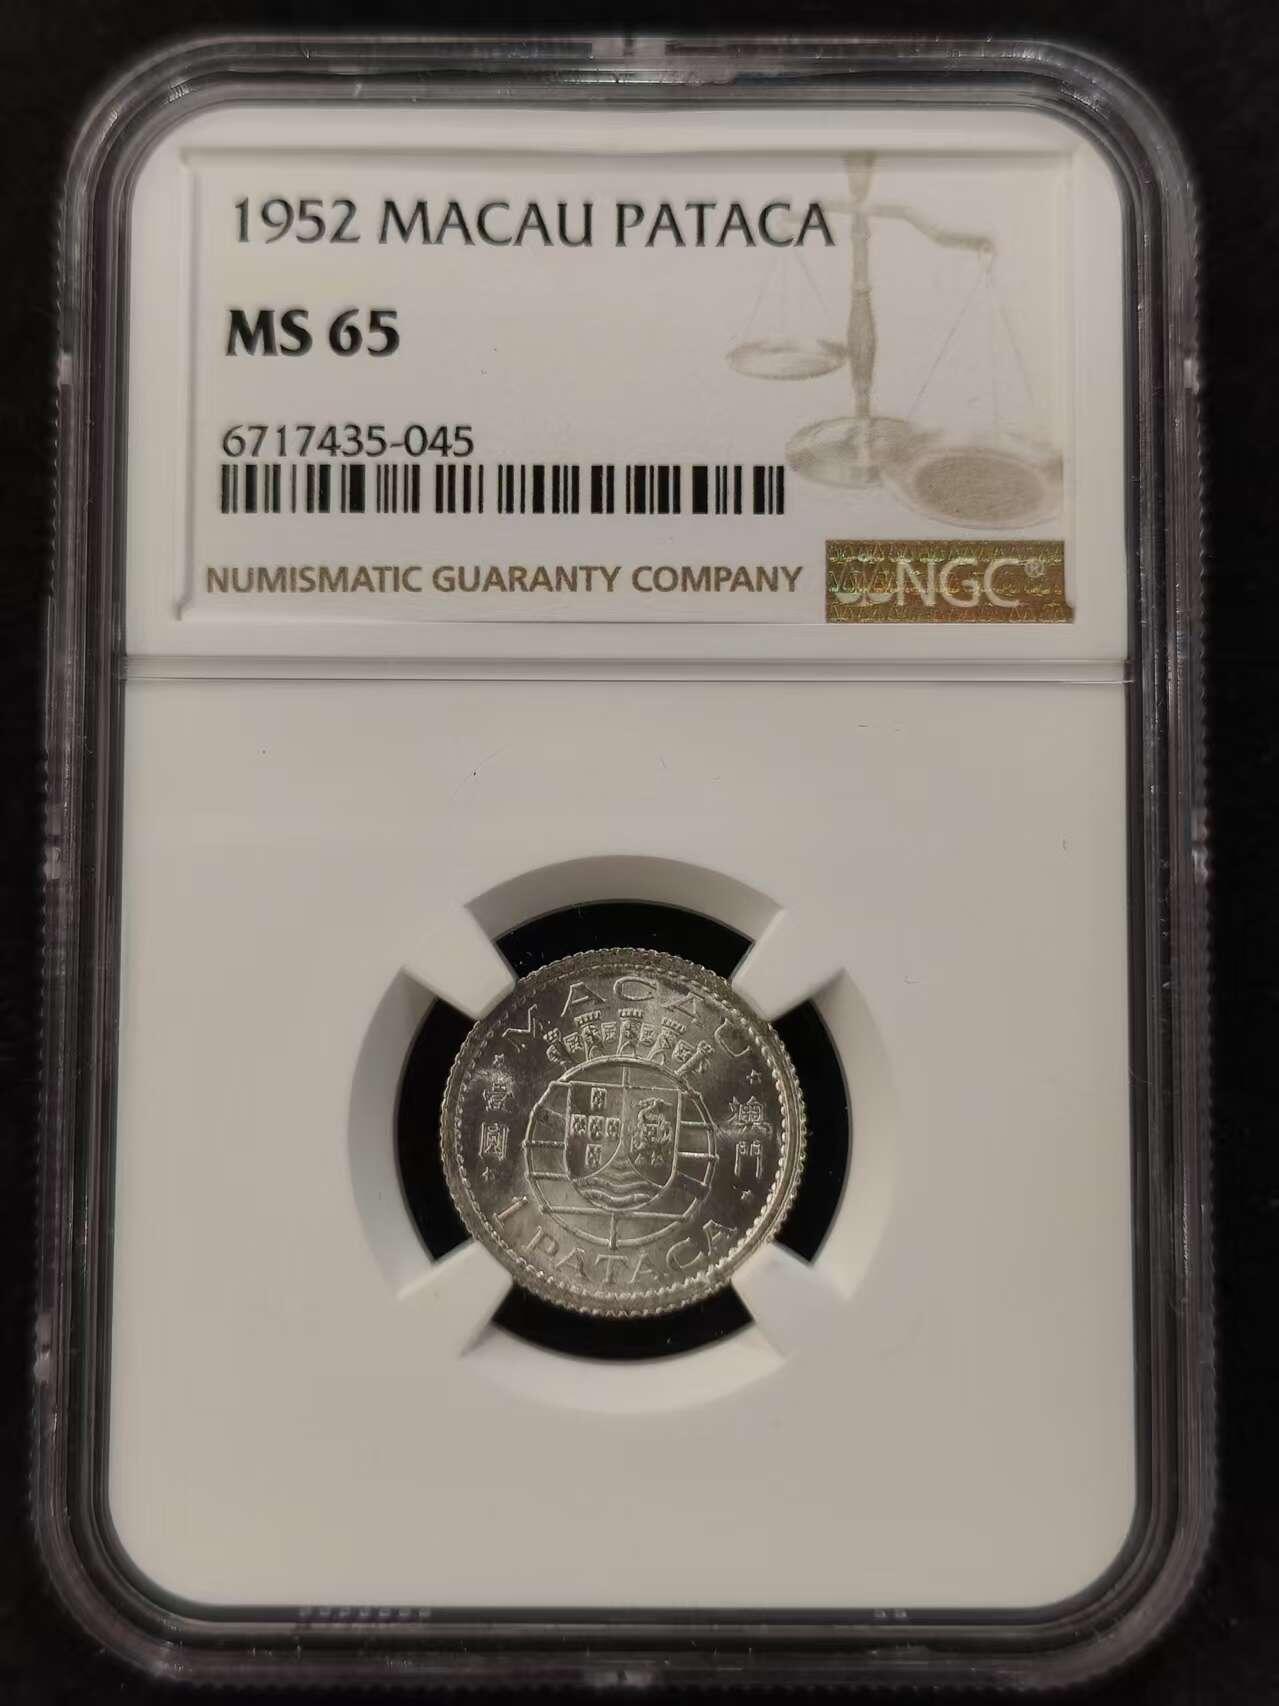 1952 MACAU PATACA
MS 65
6717435-045
NUMISMATIC GUARANTY COMPANY
NGC®
MACAU
壹圓
澳門
1 PATACA